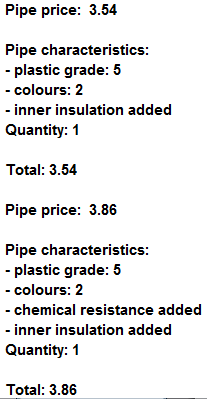 Pipe price:  3.54
Pipe characteristics:
- plastic grade: 5
- colours: 2
- inner insulation added
Quantity: 1
Total: 3.54
Pipe price:  3.86
Pipe characteristics:
- plastic grade: 5
- colours: 2
- chemical resistance added
- inner insulation added
Quantity: 1
Total: 3.86